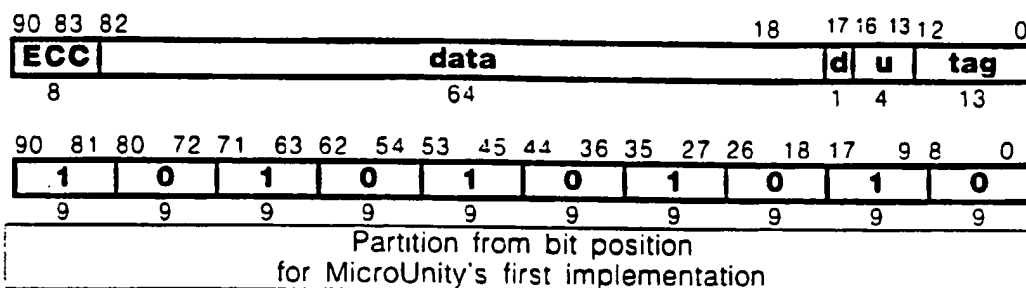 90 83 82 18 17 16 13 12 0
ECC data d u tag
8 64 1 4 13
90 81 80 72 71 63 62 54 53 45 44 36 35 27 26 18 17 9 8 0
1 0 1 0 1 0 1 0 1 0
9 9 9 9 9 9 9 9 9 9
Partition from bit position
for MicroUnity's first implementation